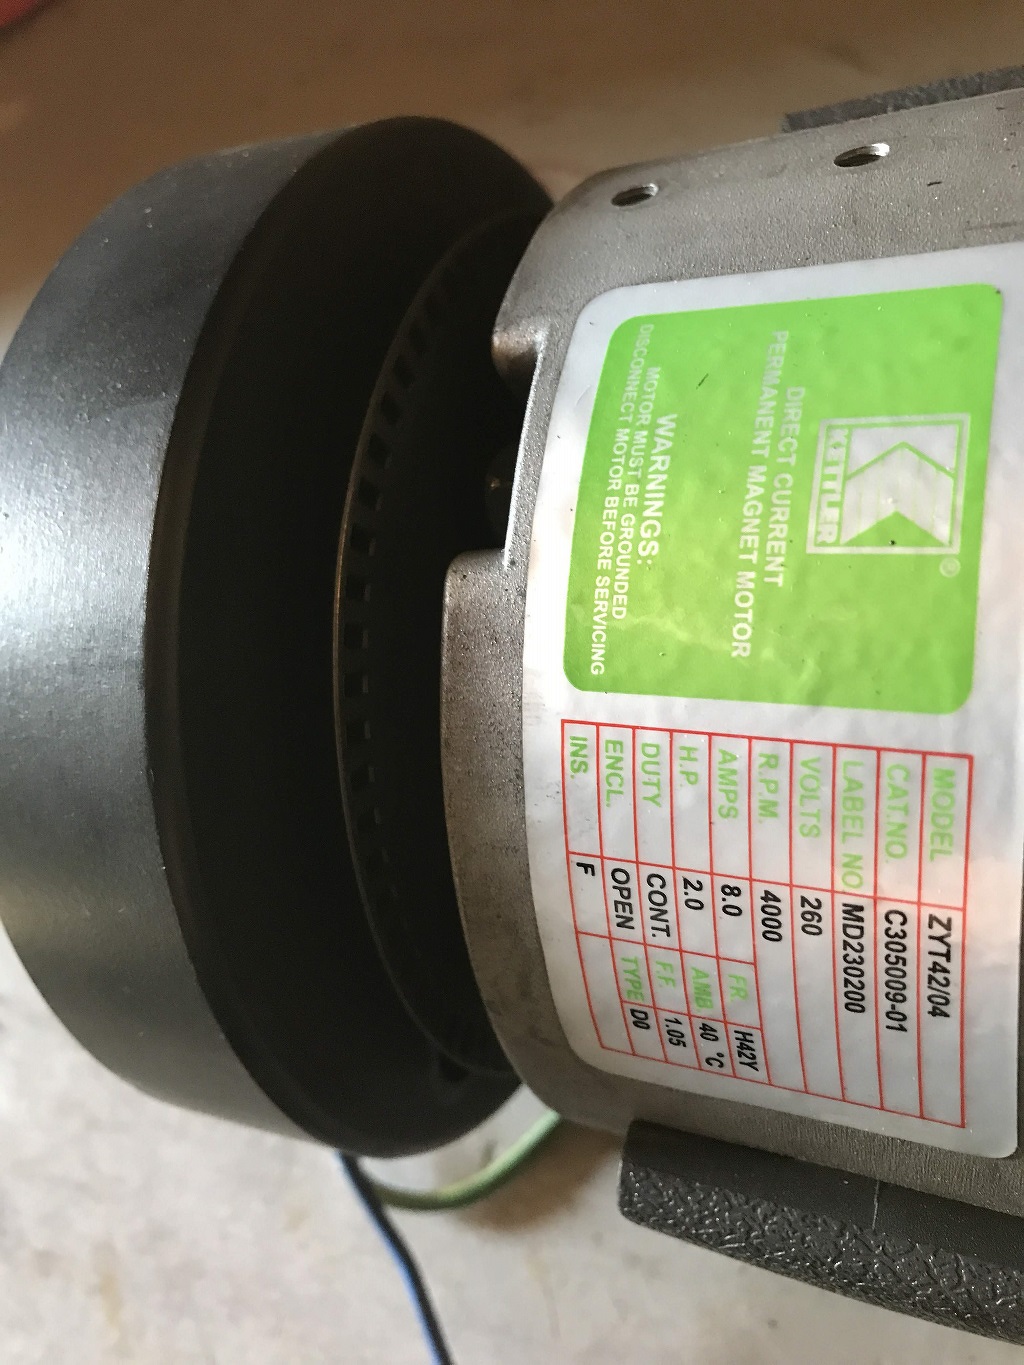 KETTLER ®
DIRECT CURRENT
PERMANENT MAGNET MOTOR
WARNINGS:
MOTOR MUST BE GROUNDED
DISCONNECT MOTOR BEFORE SERVICING
MODEL ZYT42/04
CAT.NO. C305009-01
LABEL NO. MD230200
VOLTS 260
R.P.M. 4000
AMPS 8.0 FR. H42Y
H.P. 2.0 AMB 40 °C
DUTY CONT. F.F. 1.05
ENCL. OPEN TYPE D0
INS. F